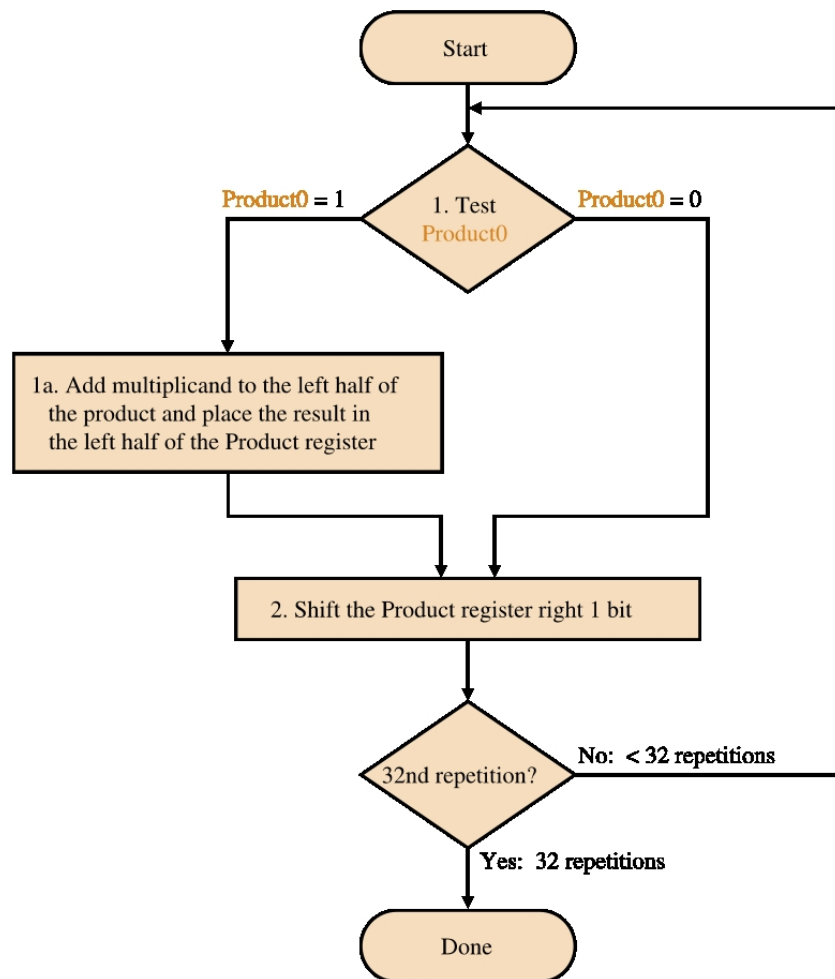 Start
Product0 = 1
1. Test
Product0
Product0 = 0
1a. Add multiplicand to the left half of
the product and place the result in
the left half of the Product register
2. Shift the Product register right 1 bit
32nd repetition?
No: < 32 repetitions
Yes: 32 repetitions
Done